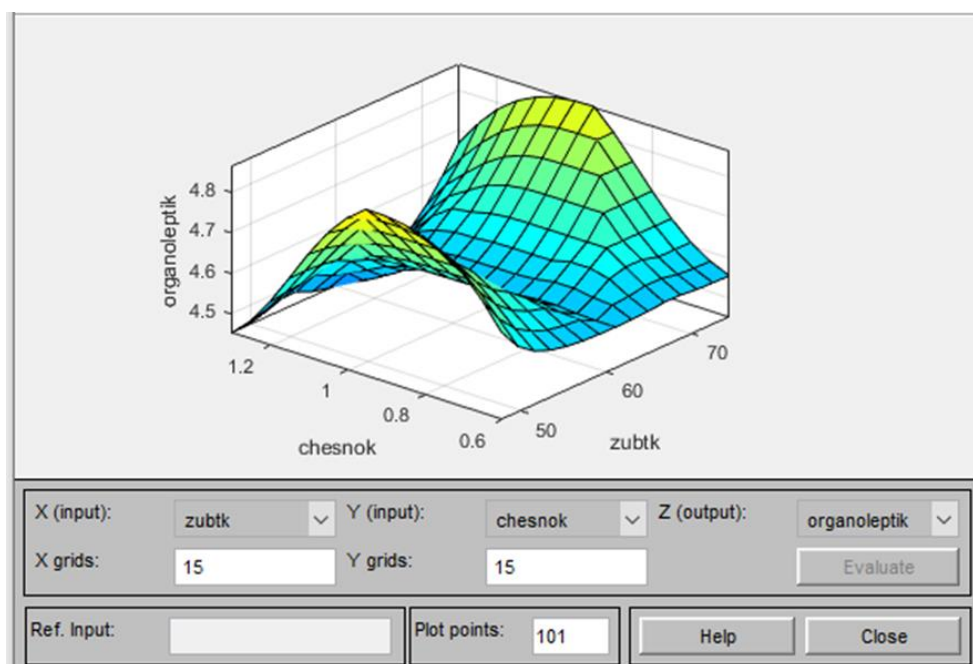 4.8
4.7
4.6
4.5
organoleptik
1.2
1
0.8
0.6
chesnok
50
60
70
zubtk
X (input): zubtk Y (input): chesnok Z (output): organoleptik
X grids: 15 Y grids: 15 Evaluate
Ref. Input: Plot points: 101 Help Close